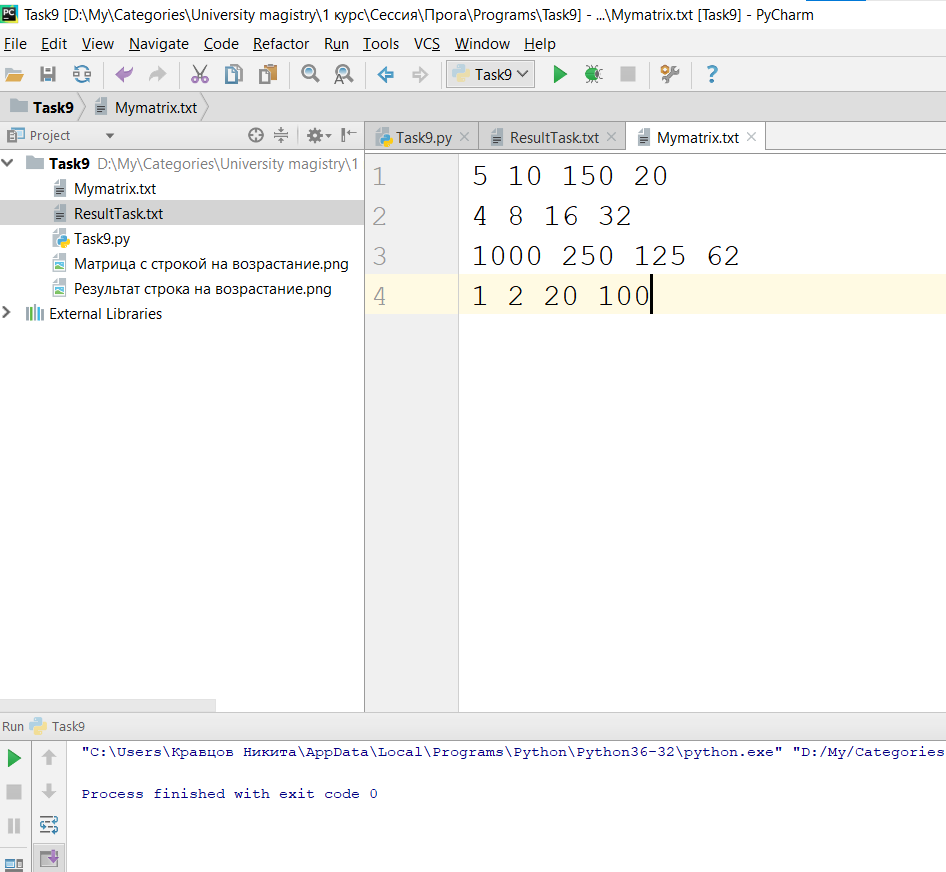 PC Task9 [D:\My\Categories\University magistry\1 курс\Сессия\Прога\Programs\Task9] - ...\Mymatrix.txt [Task9] - PyCharm
File Edit View Navigate Code Refactor Run Tools VCS Window Help
Task9
Task9 Mymatrix.txt
Project
Task9.py ResultTask.txt Mymatrix.txt
Task9 D:\My\Categories\University magistry\1
Mymatrix.txt
ResultTask.txt
Task9.py
Матрица с строкой на возрастание.png
Результат строка на возрастание.png
External Libraries
1 5 10 150 20
2 4 8 16 32
3 1000 250 125 62
4 1 2 20 100
Run Task9
"C:\Users\Кравцов Никита\AppData\Local\Programs\Python\Python36-32\python.exe" "D:/My/Categories
Process finished with exit code 0